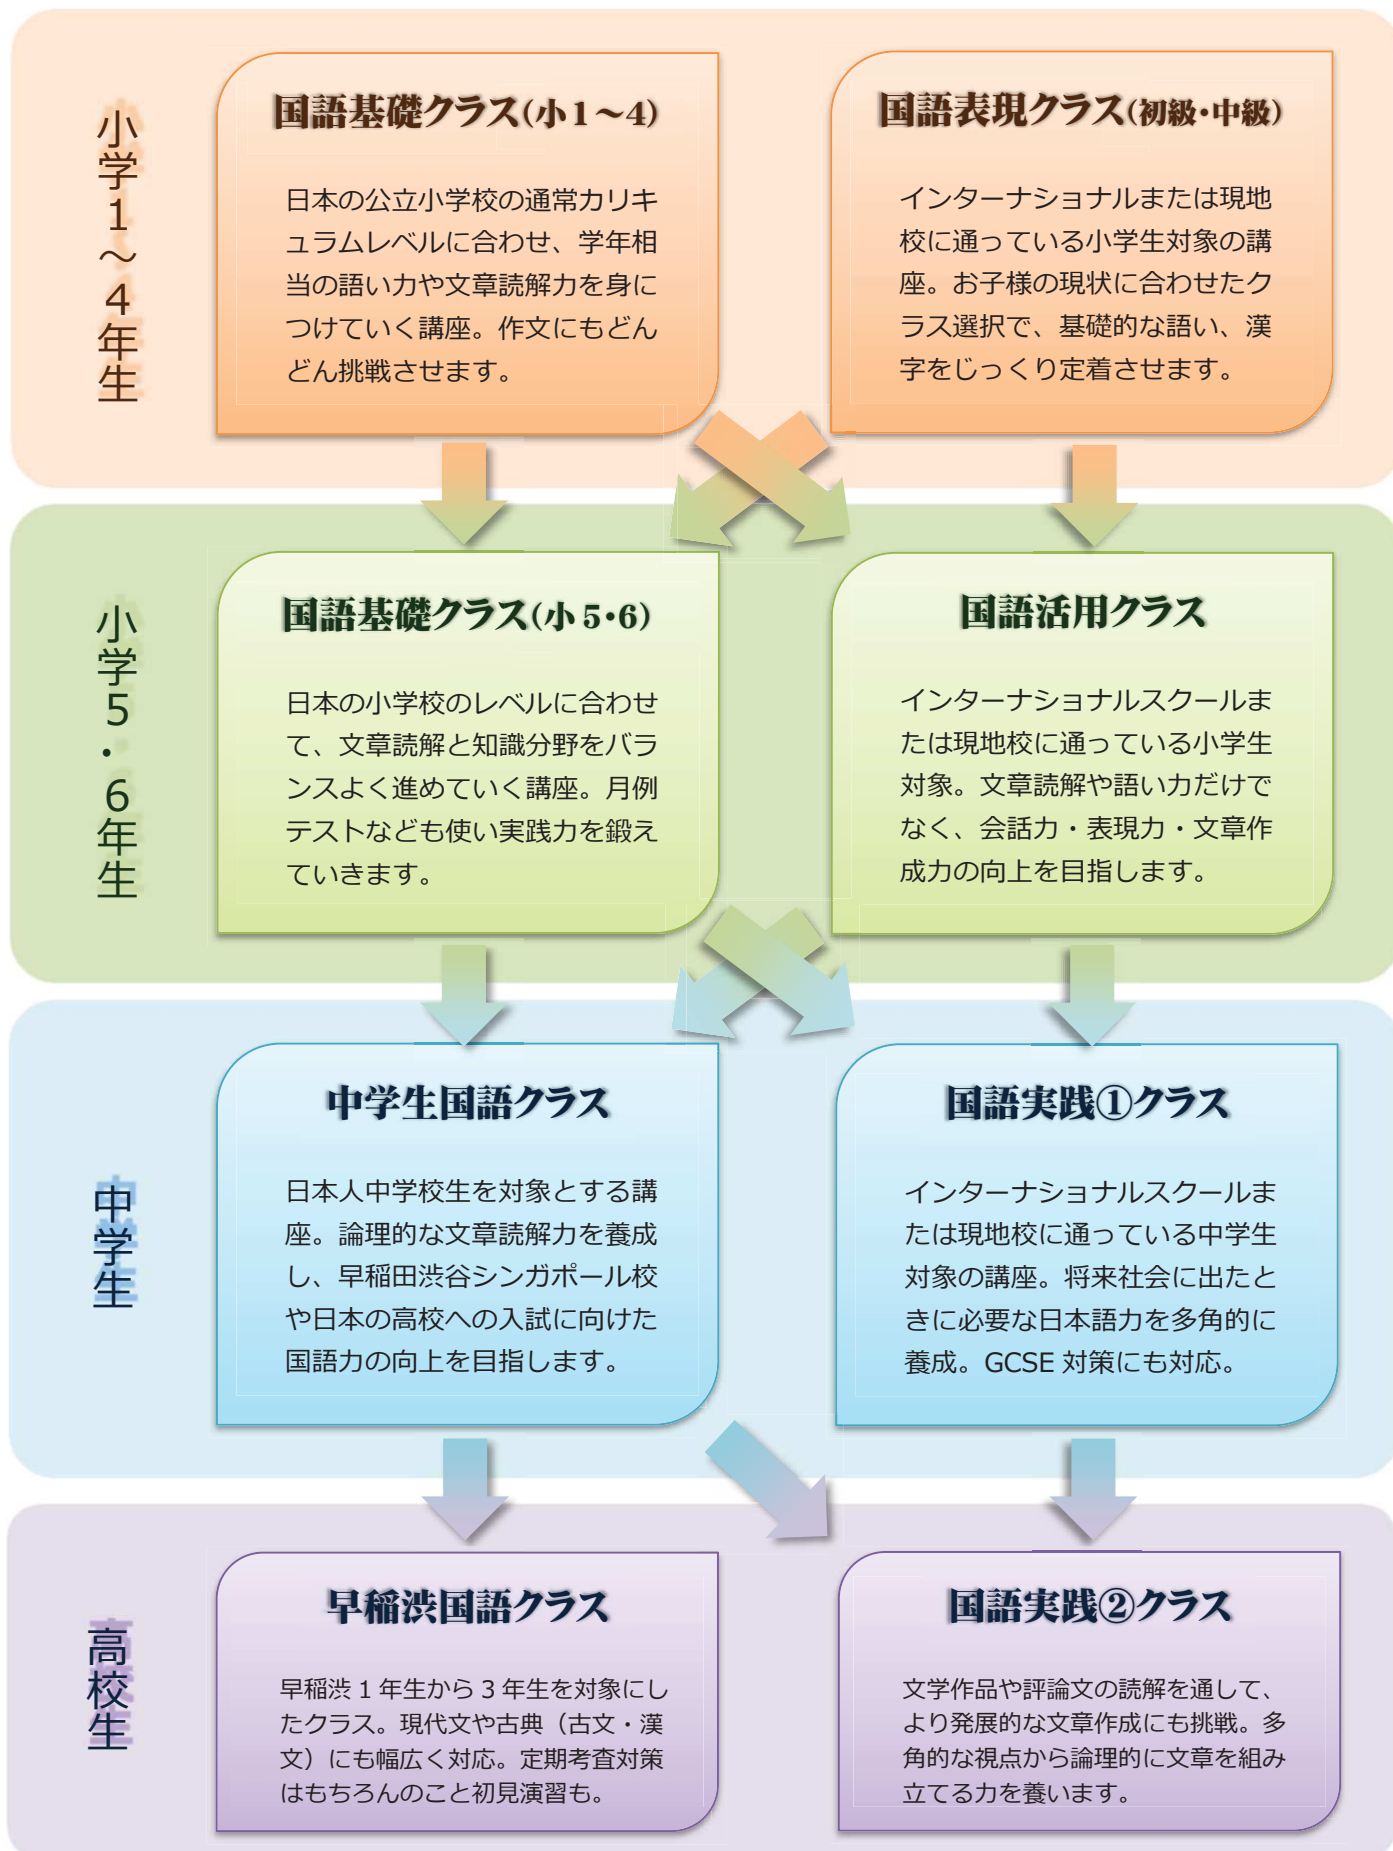 小学1～4年生
国語基礎クラス(小1～4)
日本の公立小学校の通常カリキ
ュラムレベルに合わせ、学年相
当の語い力や文章読解力を身に
つけていく講座。作文にもどん
どん挑戦させます。
国語表現クラス(初級・中級)
インターナショナルまたは現地
校に通っている小学生対象の講
座。お子様の現状に合わせたク
ラス選択で、基礎的な語い、漢
字をじっくり定着させます。
小学5・6年生
国語基礎クラス(小5・6)
日本の小学校のレベルに合わせ
て、文章読解と知識分野をバラ
ンスよく進めていく講座。月例
テストなども使い実践力を鍛え
ていきます。
国語活用クラス
インターナショナルスクールま
たは現地校に通っている小学生
対象。文章読解や語い力だけで
なく、会話力・表現力・文章作
成力の向上を目指します。
中学生
中学生国語クラス
日本人中学校生を対象とする講
座。論理的な文章読解力を養成
し、早稲田渋谷シンガポール校
や日本の高校への入試に向けた
国語力の向上を目指します。
国語実践①クラス
インターナショナルスクールま
たは現地校に通っている中学生
対象の講座。将来社会に出たと
きに必要な日本語力を多角的に
養成。GCSE 対策にも対応。
高校生
早稲渋国語クラス
早稲渋 1 年生から 3 年生を対象にし
たクラス。現代文や古典（古文・漢
文）にも幅広く対応。定期考査対策
はもちろんのこと初見演習も。
国語実践②クラス
文学作品や評論文の読解を通して、
より発展的な文章作成にも挑戦。多
角的な視点から論理的に文章を組み
立てる力を養います。